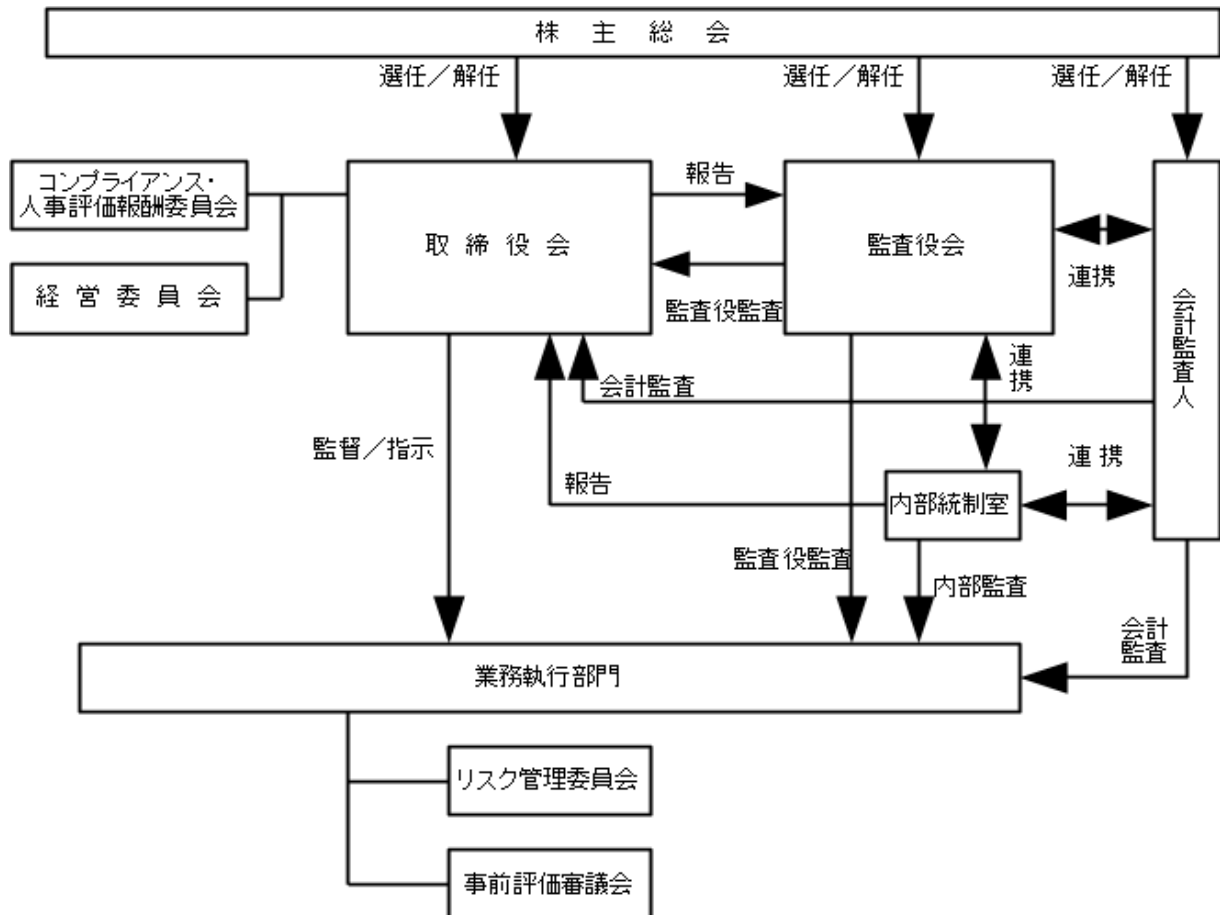 株主総会
選任／解任
選任／解任
選任／解任
コンプライアンス・
人事評価報酬委員会
経営委員会
取締役会
報告
監査役会
監査役監査
連携
会計監査人
連携
会計監査
監督／指示
報告
内部統制室
連携
監査役監査
内部監査
会計
監査
業務執行部門
リスク管理委員会
事前評価審議会